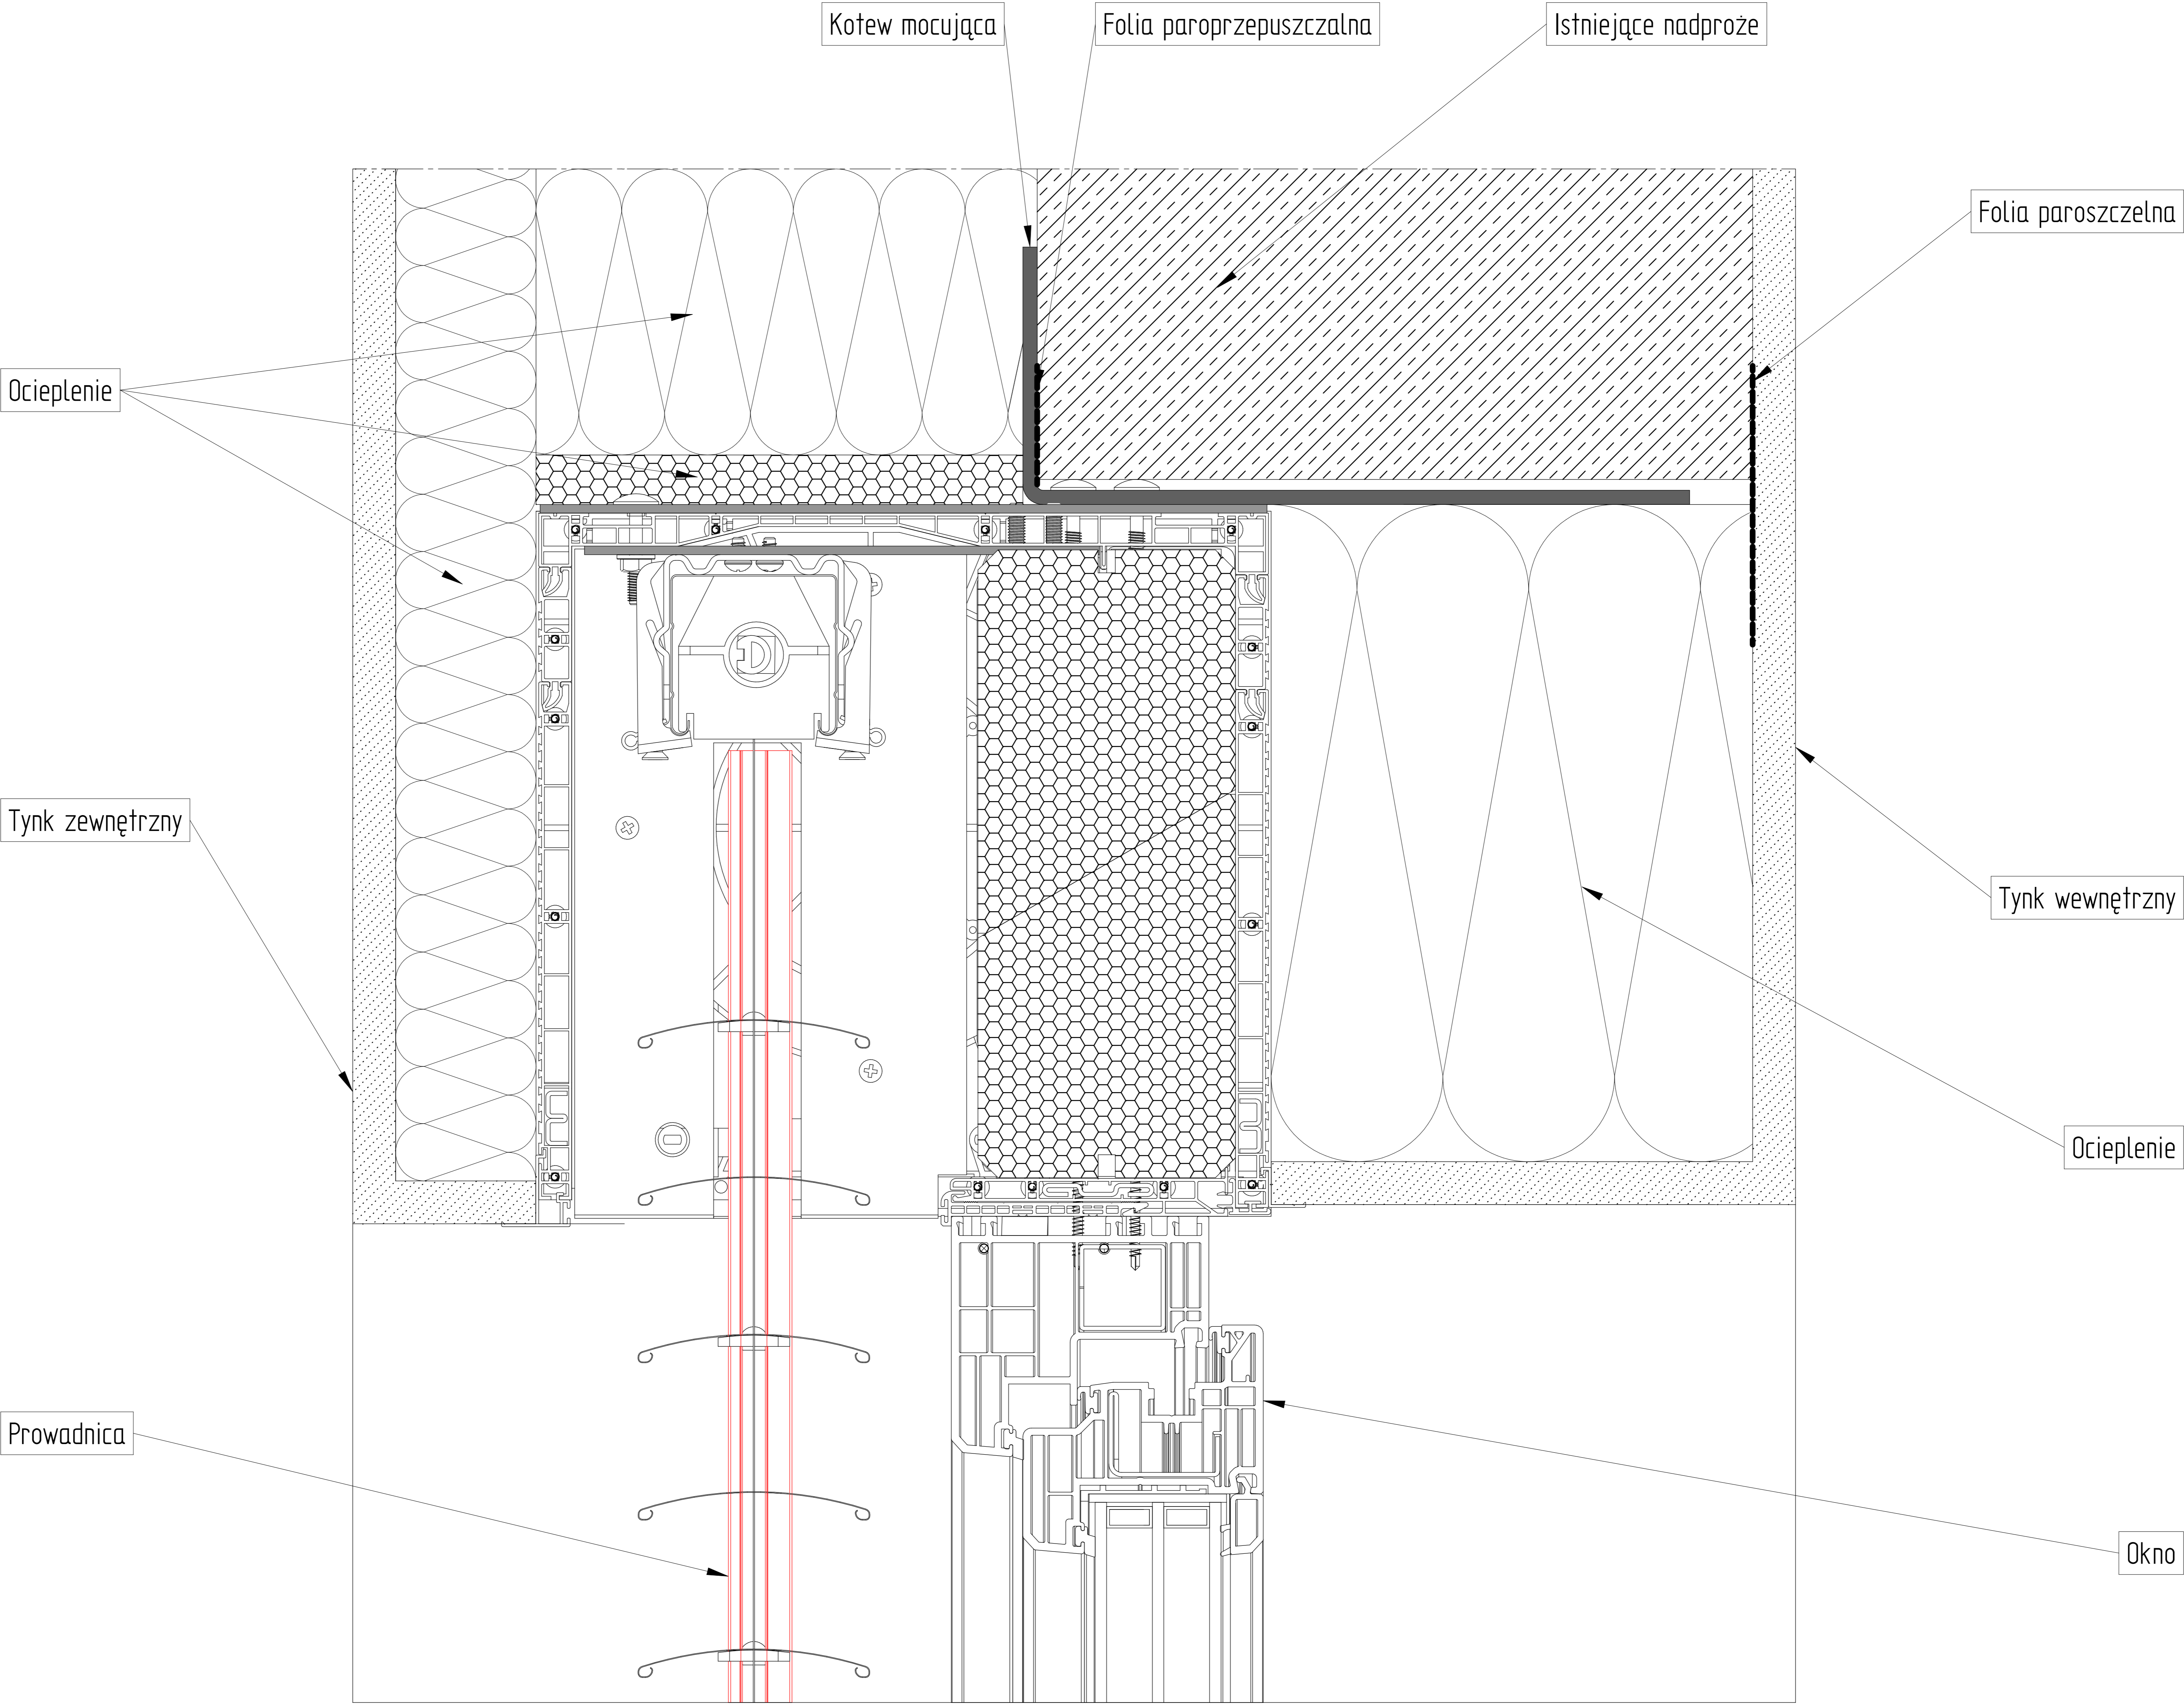 Kotew mocująca
Folia paroprzepuszczalna
Istniejące nadproże
Folia paroszczelna
Ocieplenie
Tynk zewnętrzny
Tynk wewnętrzny
Ocieplenie
Prowadnica
Okno